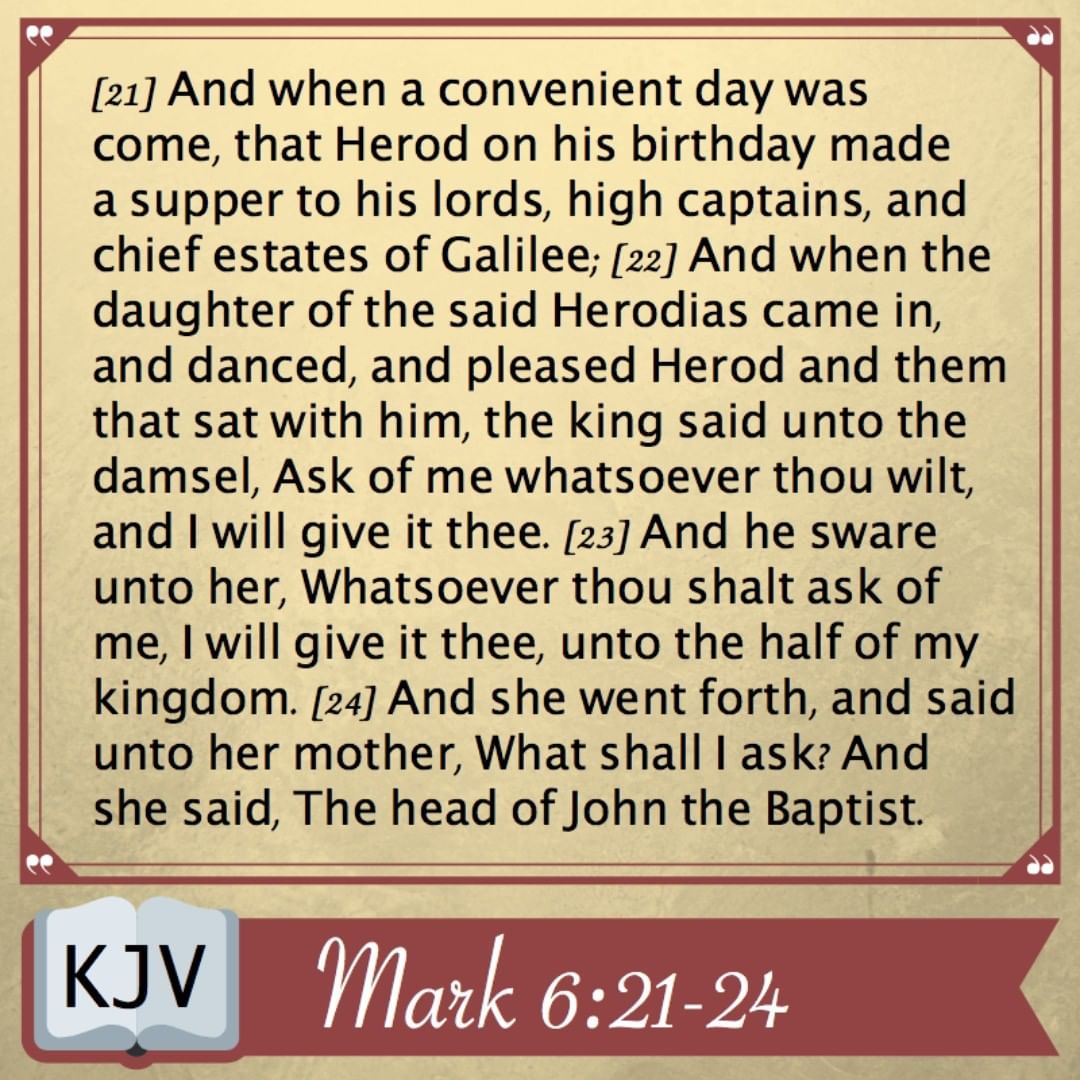 [21] And when a convenient day was
come, that Herod on his birthday made
a supper to his lords, high captains, and
chief estates of Galilee; [22] And when the
daughter of the said Herodias came in,
and danced, and pleased Herod and them
that sat with him, the king said unto the
damsel, Ask of me whatsoever thou wilt,
and I will give it thee. [23] And he sware
unto her, Whatsoever thou shalt ask of
me, I will give it thee, unto the half of my
kingdom. [24] And she went forth, and said
unto her mother, What shall I ask? And
she said, The head of John the Baptist.
KJV
Mark 6:21-24